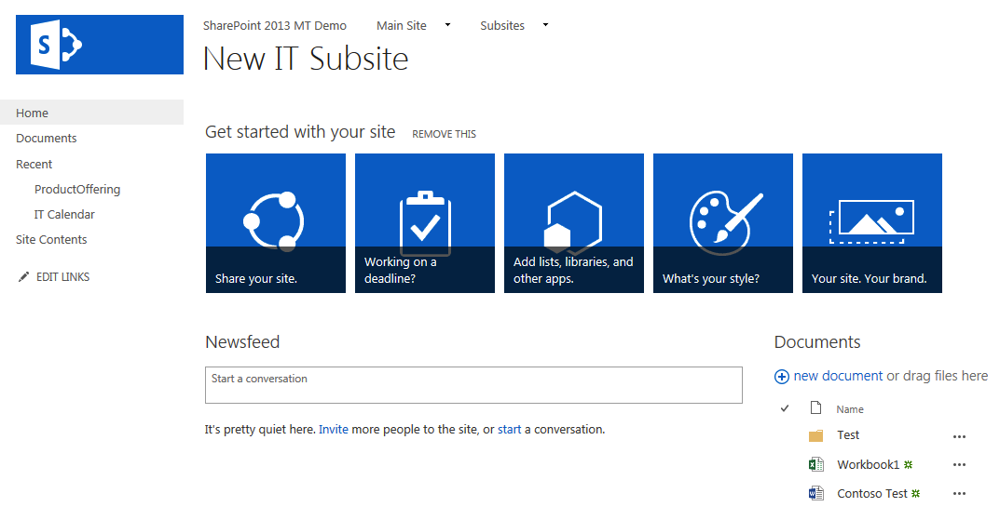 SharePoint 2013 MT Demo Main Site Subsites
New IT Subsite
Home
Documents
Recent
ProductOffering
IT Calendar
Site Contents
EDIT LINKS
Get started with your site REMOVE THIS
Share your site.
Working on a
deadline?
Add lists, libraries, and
other apps.
What's your style?
Your site. Your brand.
Newsfeed
Start a conversation
It's pretty quiet here. Invite more people to the site, or start a conversation.
Documents
new document or drag files here
Name
Test
Workbook1
Contoso Test